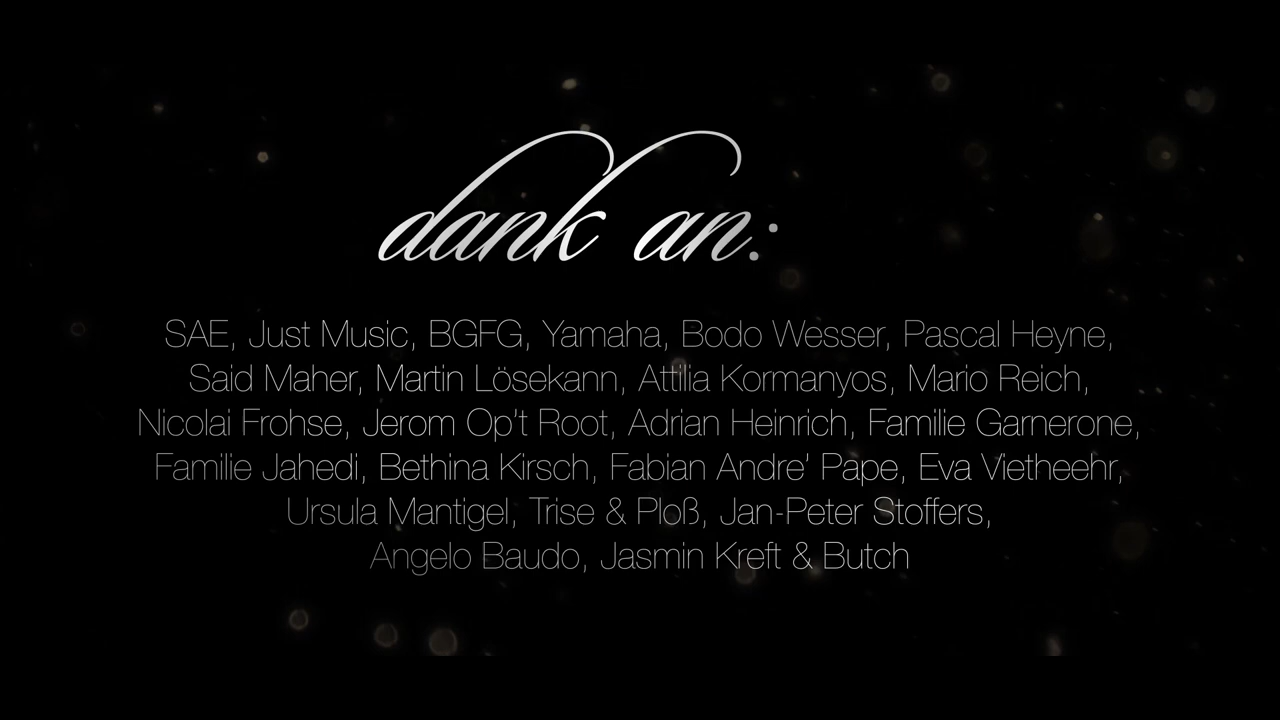 dank an:
SAE, Just Music, BGFG, Yamaha, Bodo Wesser, Pascal Heyne,
Said Maher, Martin Lösekann, Attilia Kormanyos, Mario Reich,
Nicolai Frohse, Jerom Op't Root, Adrian Heinrich, Familie Garnerone,
Familie Jahedi, Bethina Kirsch, Fabian Andre' Pape, Eva Vietheehr,
Ursula Mantigel, Trise & Ploß, Jan-Peter Stoffers,
Angelo Baudo, Jasmin Kreft & Butch